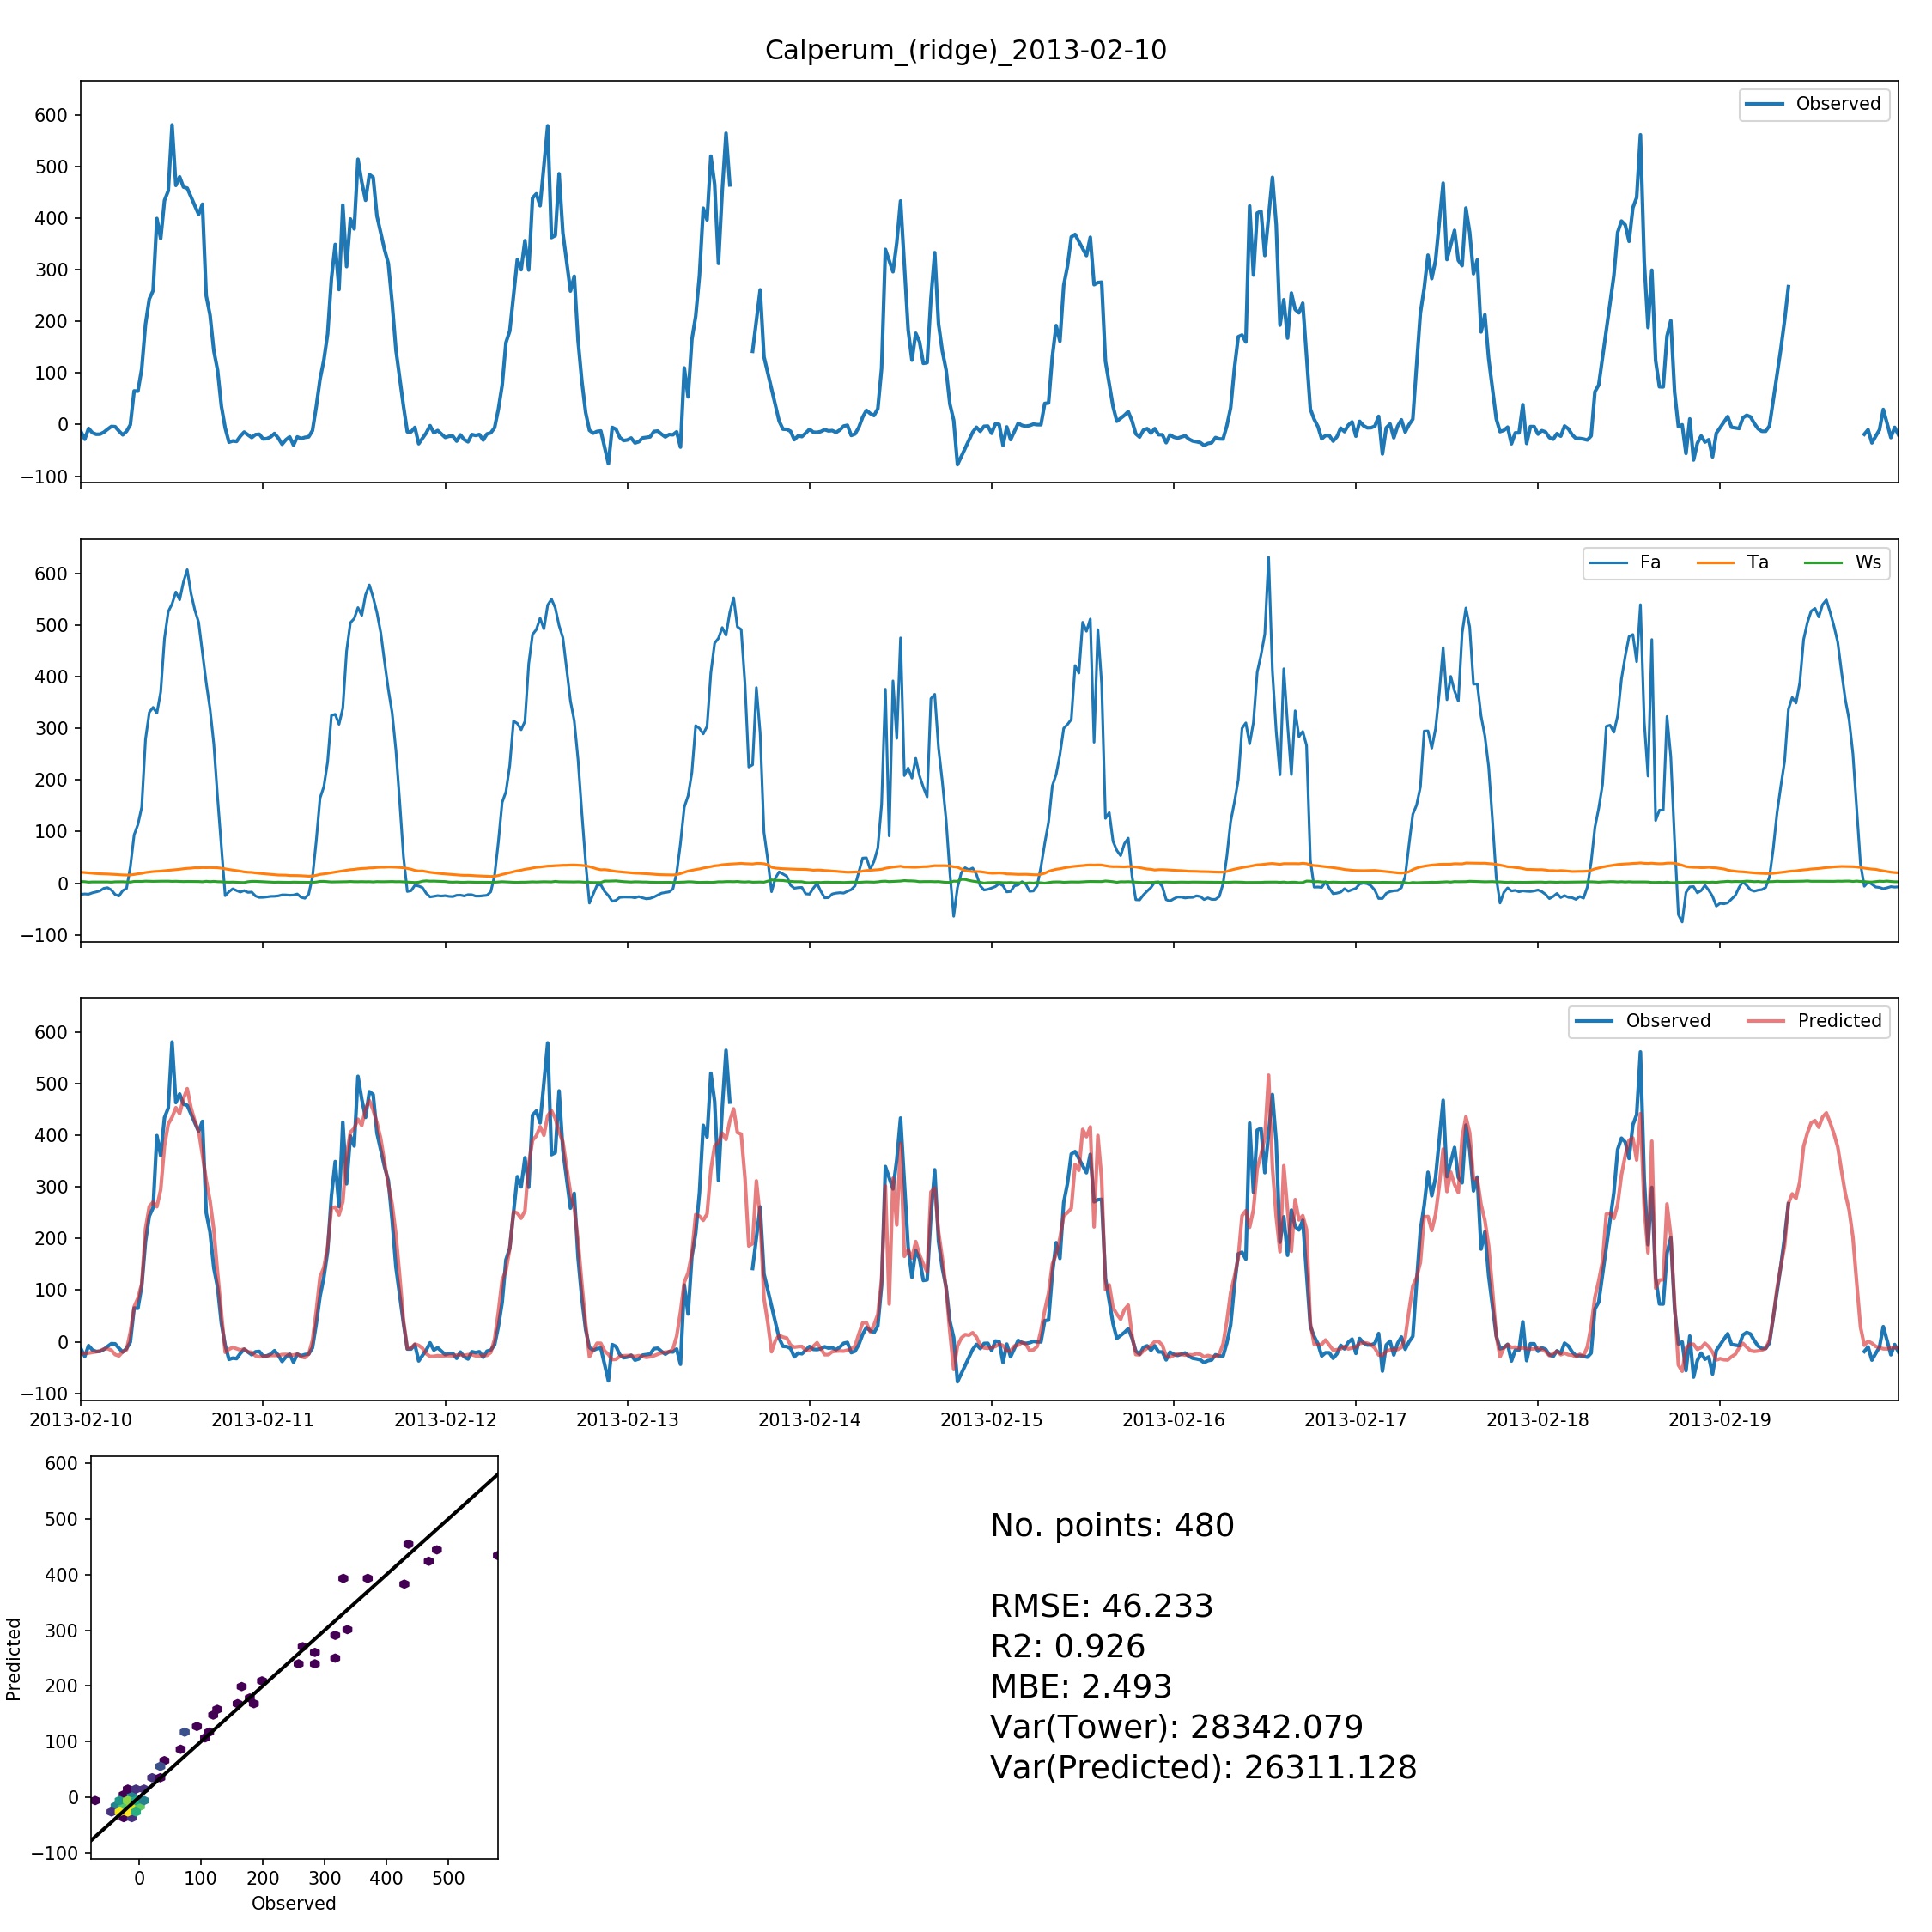 Calperum_(ridge)_2013-02-10
Observed
600
500
400
300
200
100
0
−100
Fa Ta Ws
600
500
400
300
200
100
0
−100
Observed Predicted
600
500
400
300
200
100
0
−100
2013-02-10 2013-02-11 2013-02-12 2013-02-13 2013-02-14 2013-02-15 2013-02-16 2013-02-17 2013-02-18 2013-02-19
Predicted
600
500
400
300
200
100
0
−100
0 100 200 300 400 500
Observed
No. points: 480
RMSE: 46.233
R2: 0.926
MBE: 2.493
Var(Tower): 28342.079
Var(Predicted): 26311.128